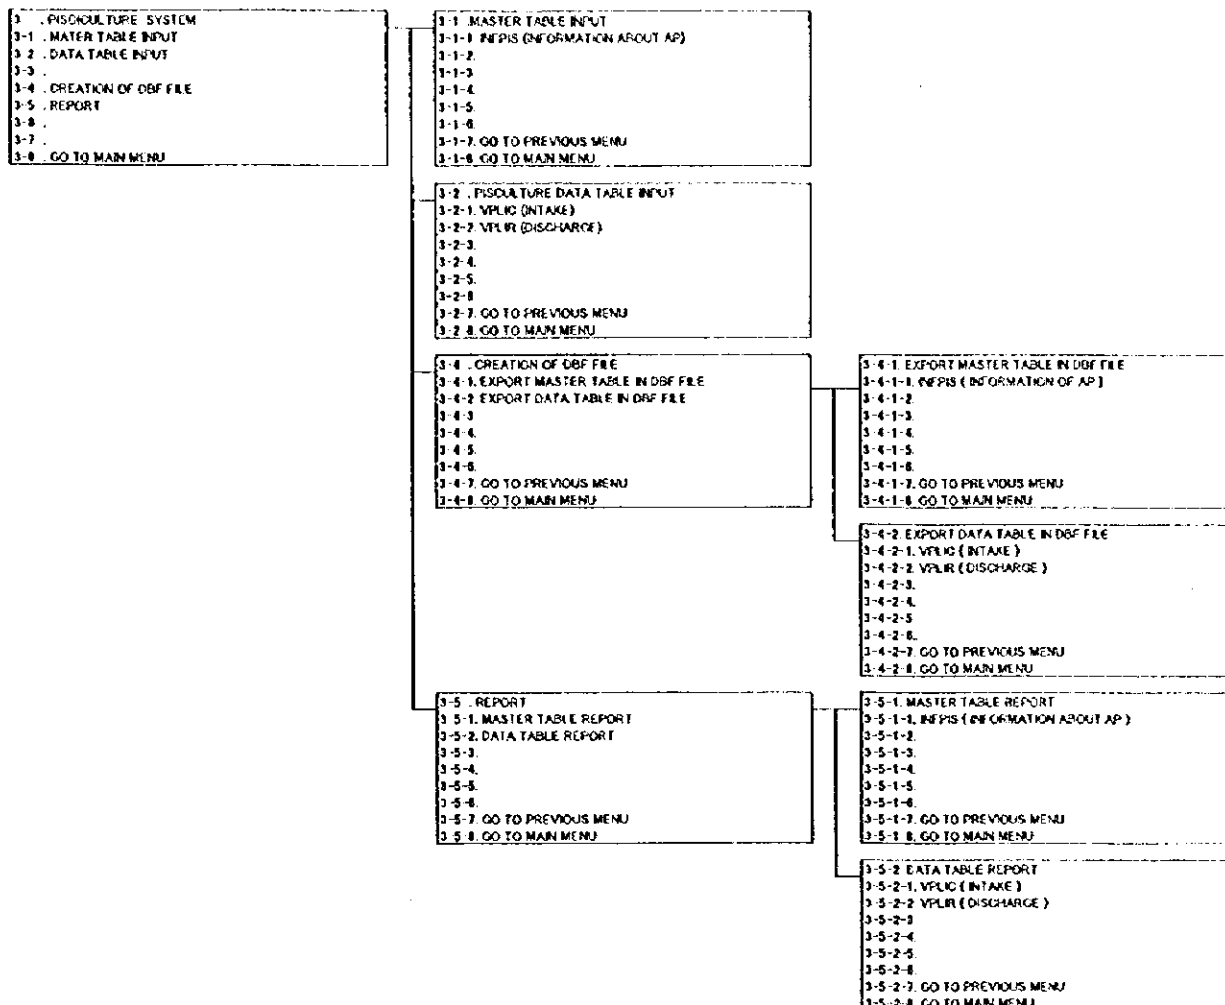 3 . PISCICULTURE SYSTEM
3-1 . MATER TABLE INPUT
3-2 . DATA TABLE INPUT
3-3 .
3-4 . CREATION OF DBF FILE
3-5 . REPORT
3-6 .
3-7 .
3-8 . GO TO MAIN MENU
3-1 . MASTER TABLE INPUT
3-1-1. INFPIS (INFORMATION ABOUT AP)
3-1-2.
3-1-3
3-1-4
3-1-5.
3-1-6.
3-1-7. GO TO PREVIOUS MENU
3-1-8. GO TO MAIN MENU
3-2 . PISCULTURE DATA TABLE INPUT
3-2-1. VPLIC (INTAKE)
3-2-2. VPLIR (DISCHARGE)
3-2-3.
3-2-4.
3-2-5.
3-2-6
3-2-7. GO TO PREVIOUS MENU
3-2-8. GO TO MAIN MENU
3-4 . CREATION OF DBF FILE
3-4-1. EXPORT MASTER TABLE IN DBF FILE
3-4-2 EXPORT DATA TABLE IN DBF FILE
3-4-3
3-4-4.
3-4-5.
3-4-6.
3-4-7. GO TO PREVIOUS MENU
3-4-8. GO TO MAIN MENU
3-4-1. EXPORT MASTER TABLE IN DBF FILE
3-4-1-1. INFPIS ( INFORMATION OF AP )
3-4-1-2.
3-4-1-3.
3-4-1-4.
3-4-1-5.
3-4-1-6.
3-4-1-7. GO TO PREVIOUS MENU
3-4-1-8. GO TO MAIN MENU
3-4-2. EXPORT DATA TABLE IN DBF FILE
3-4-2-1. VPLIC ( INTAKE )
3-4-2-2. VPLIR ( DISCHARGE )
3-4-2-3.
3-4-2-4.
3-4-2-5
3-4-2-6.
3-4-2-7. GO TO PREVIOUS MENU
3-4-2-8. GO TO MAIN MENU
3-5 . REPORT
3-5-1. MASTER TABLE REPORT
3-5-2. DATA TABLE REPORT
3-5-3.
3-5-4.
3-5-5.
3-5-6.
3-5-7. GO TO PREVIOUS MENU
3-5-8. GO TO MAIN MENU
3-5-1. MASTER TABLE REPORT
3-5-1-1. INFPIS ( INFORMATION ABOUT AP )
3-5-1-2.
3-5-1-3.
3-5-1-4.
3-5-1-5.
3-5-1-6.
3-5-1-7. GO TO PREVIOUS MENU
3-5-1-8. GO TO MAIN MENU
3-5-2 DATA TABLE REPORT
3-5-2-1. VPLIC ( INTAKE )
3-5-2-2 VPLIR ( DISCHARGE )
3-5-2-3
3-5-2-4.
3-5-2-5.
3-5-2-6.
3-5-2-7. GO TO PREVIOUS MENU
3-5-2-8. GO TO MAIN MENU